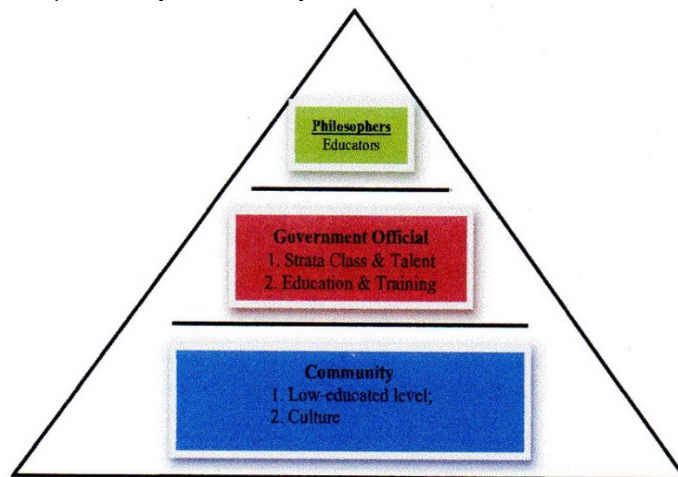 Philosophers
Educators
Government Official
1. Strata Class & Talent
2. Education & Training
Community
1. Low-educated level;
2. Culture